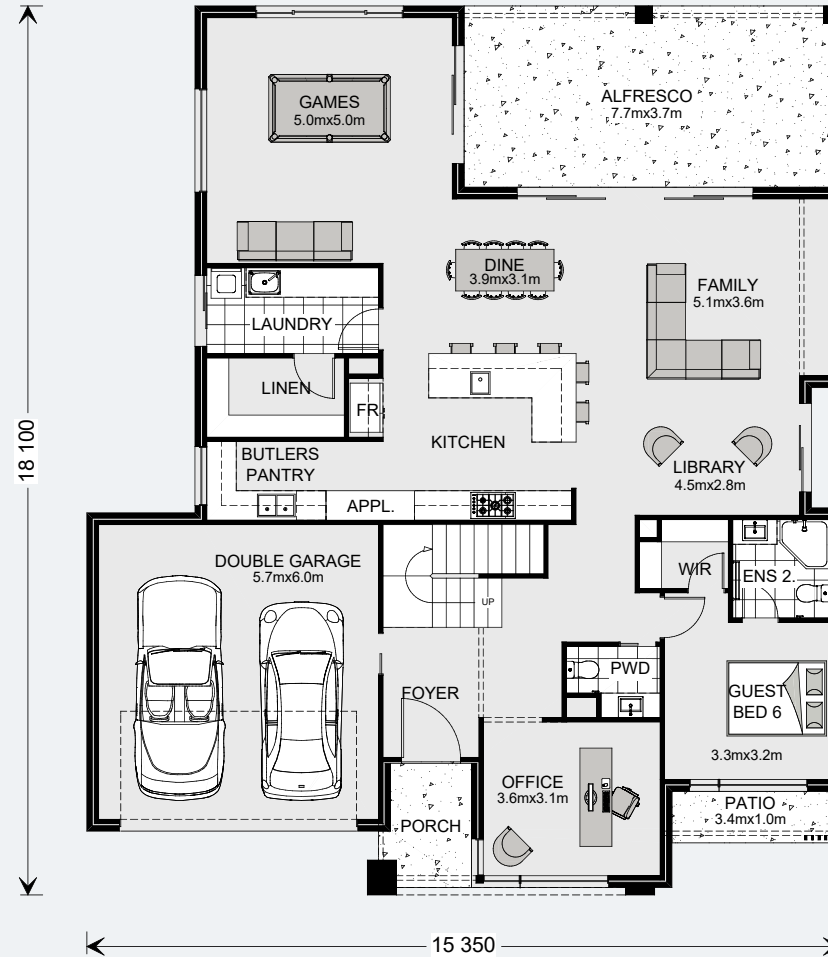 GAMES
5.0mx5.0m
ALFRESCO
7.7mx3.7m
DINE
3.9mx3.1m
FAMILY
5.1mx3.6m
LAUNDRY
LINEN
FR
KITCHEN
18 100
BUTLERS
PANTRY
LIBRARY
4.5mx2.8m
APPL.
DOUBLE GARAGE
5.7mx6.0m
WIR
ENS 2.
UP
PWD
FOYER
GUEST
BED 6
3.3mx3.2m
OFFICE
3.6mx3.1m
PATIO
3.4mx1.0m
PORCH
15 350